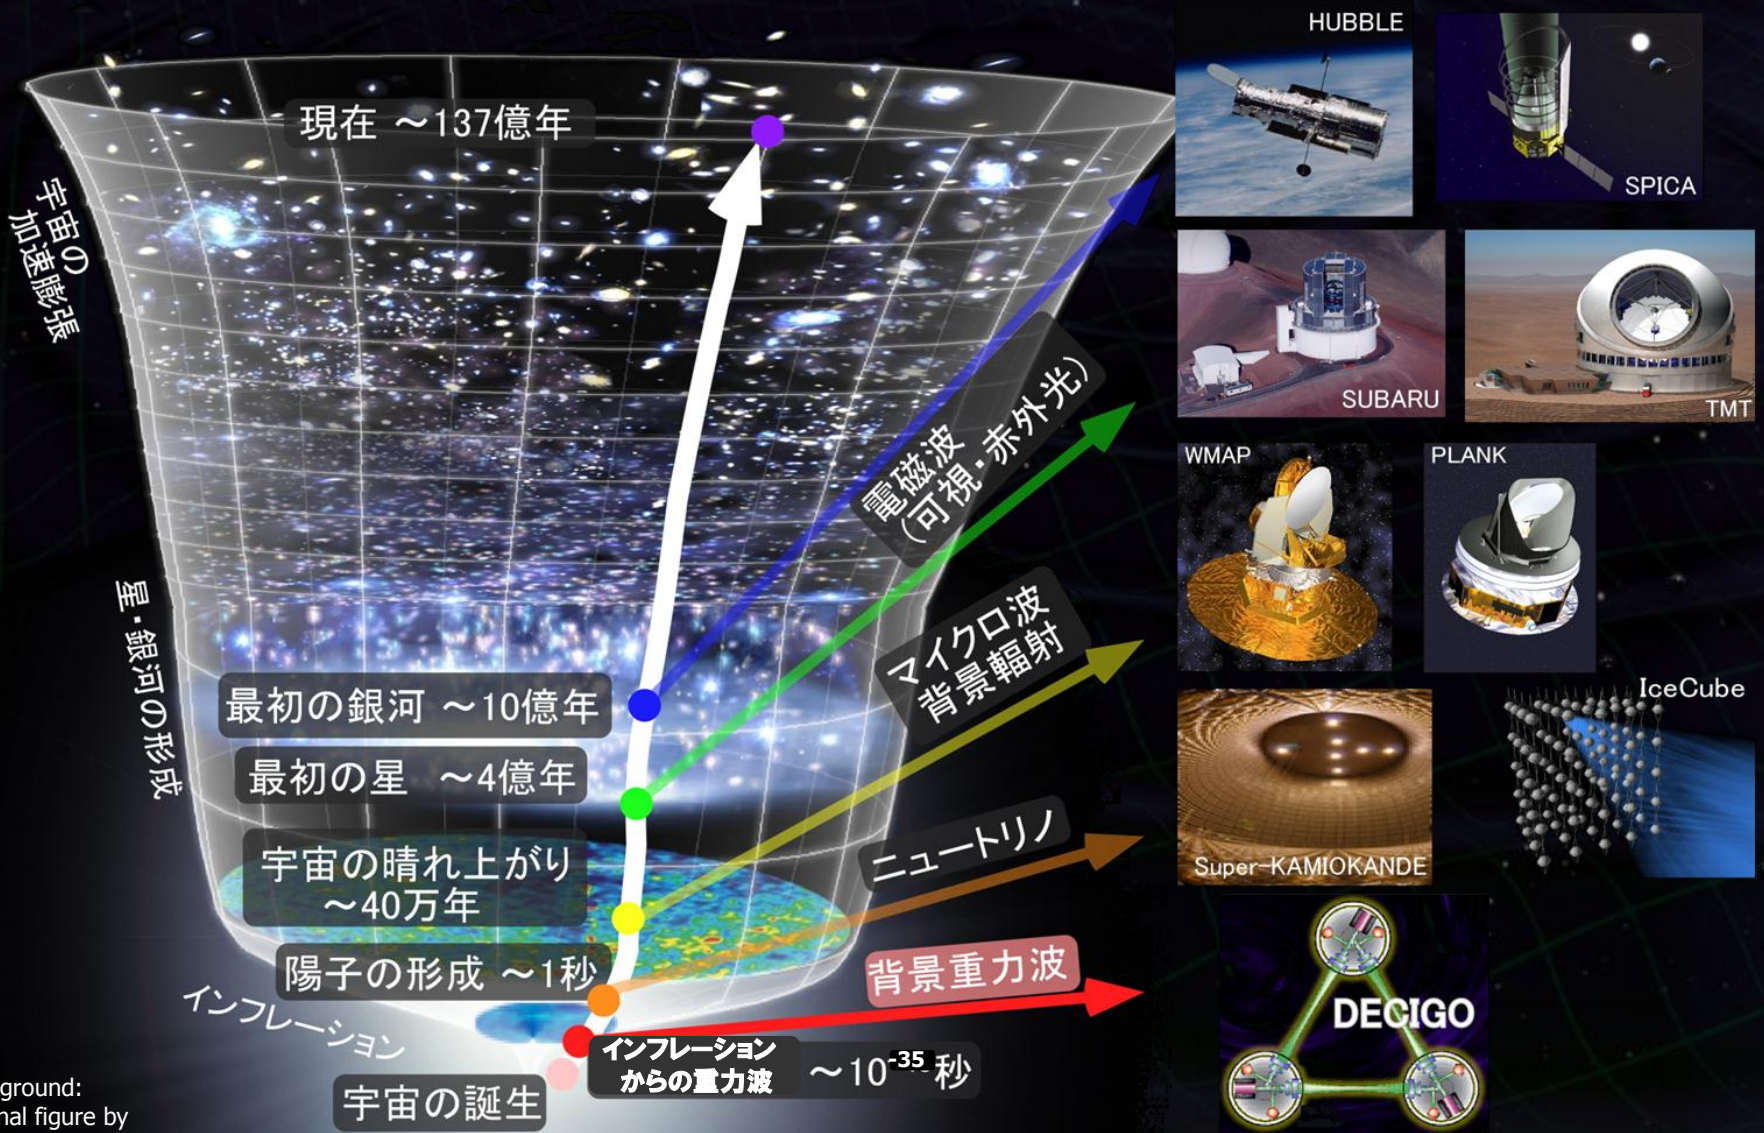 現在 ～137億年
宇宙の
加速膨張
星・銀河の形成
最初の銀河 ～10億年
最初の星 ～4億年
宇宙の晴れ上がり
～40万年
陽子の形成 ～1秒
インフレーション
インフレーション
からの重力波
～10-35秒
宇宙の誕生
電磁波
（可視・赤外光）
マイクロ波
背景輻射
ニュートリノ
背景重力波
HUBBLE
SPICA
SUBARU
TMT
WMAP
PLANK
Super-KAMIOKANDE
IceCube
DECIGO
ground:
nal figure by